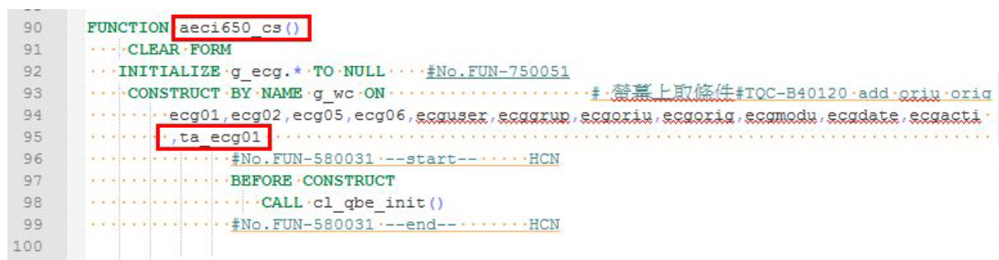 90 FUNCTION aeci650_cs()
91 CLEAR FORM
92 INITIALIZE g_ecg.* TO NULL #No.FUN-750051
93 CONSTRUCT BY NAME g_wc ON # 螢幕上取條件#TQC-B40120 add oriu orig
94 ecg01,ecg02,ecg05,ecg06,ecguser,ecggrup,ecgoriu,ecgorig,ecgmodu,ecgdate,ecgacti
95 ,ta_ecg01
96 #No.FUN-580031 --start-- HCN
97 BEFORE CONSTRUCT
98 CALL cl_qbe_init()
99 #No.FUN-580031 --end-- HCN
100